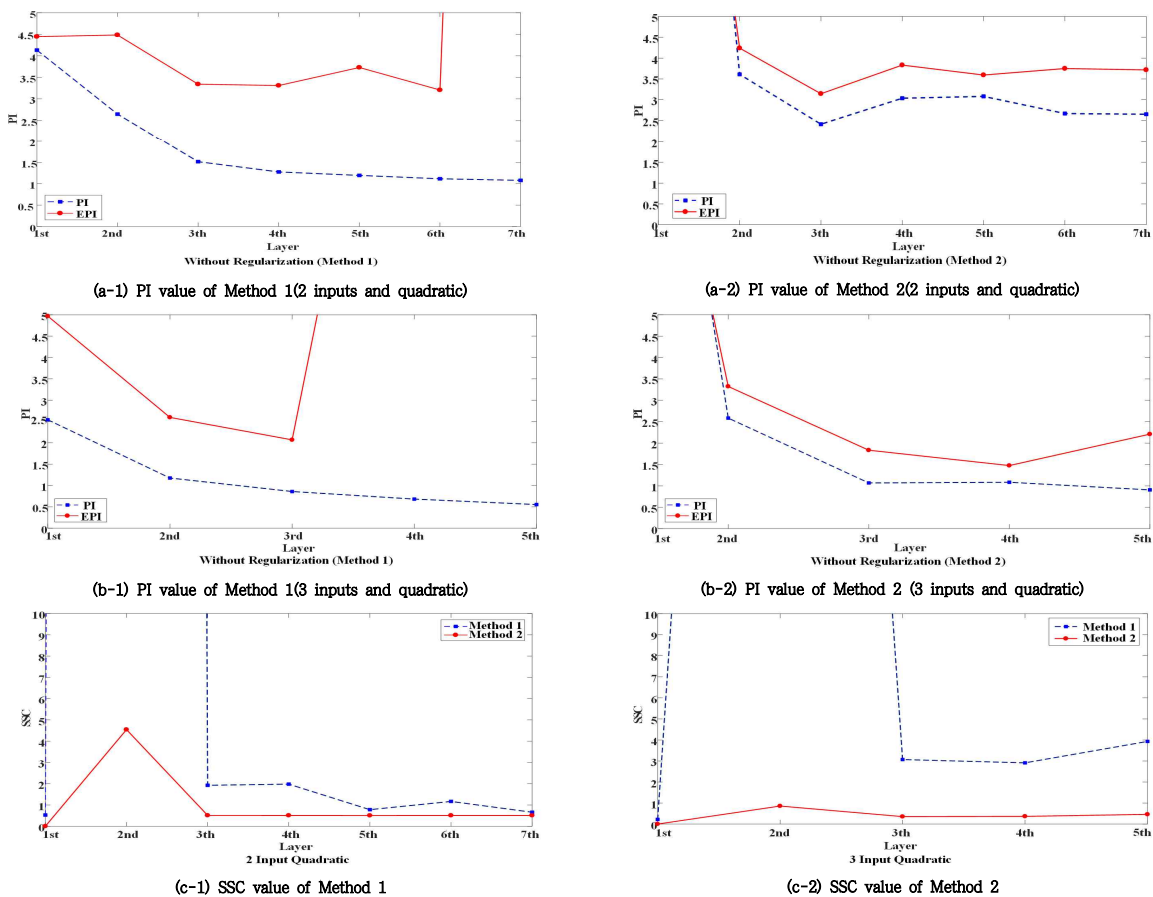 5
4.5
4
3.5
3
2.5
2
1.5
1
0.5
0
PI
PI
EPI
1st
2nd
3th
4th
5th
6th
7th
Layer
Without Regularization (Method 1)
(a-1) PI value of Method 1(2 inputs and quadratic)
5
4.5
4
3.5
3
2.5
2
1.5
1
0.5
0
PI
PI
EPI
1st
2nd
3th
4th
5th
6th
7th
Layer
Without Regularization (Method 2)
(a-2) PI value of Method 2(2 inputs and quadratic)
5
4.5
4
3.5
3
2.5
2
1.5
1
0.5
0
PI
PI
EPI
1st
2nd
3rd
4th
5th
Layer
Without Regularization (Method 1)
(b-1) PI value of Method 1(3 inputs and quadratic)
5
4.5
4
3.5
3
2.5
2
1.5
1
0.5
0
PI
PI
EPI
1st
2nd
3th
4th
5th
Layer
Without Regularization (Method 2)
(b-2) PI value of Method 2 (3 inputs and quadratic)
10
9
8
7
6
5
4
3
2
1
0
SSC
Method 1
Method 2
1st
2nd
3th
4th
5th
6th
7th
Layer
2 Input Quadratic
(c-1) SSC value of Method 1
10
9
8
7
6
5
4
3
2
1
0
SSC
Method 1
Method 2
1st
2nd
3th
4th
5th
Layer
3 Input Quadratic
(c-2) SSC value of Method 2